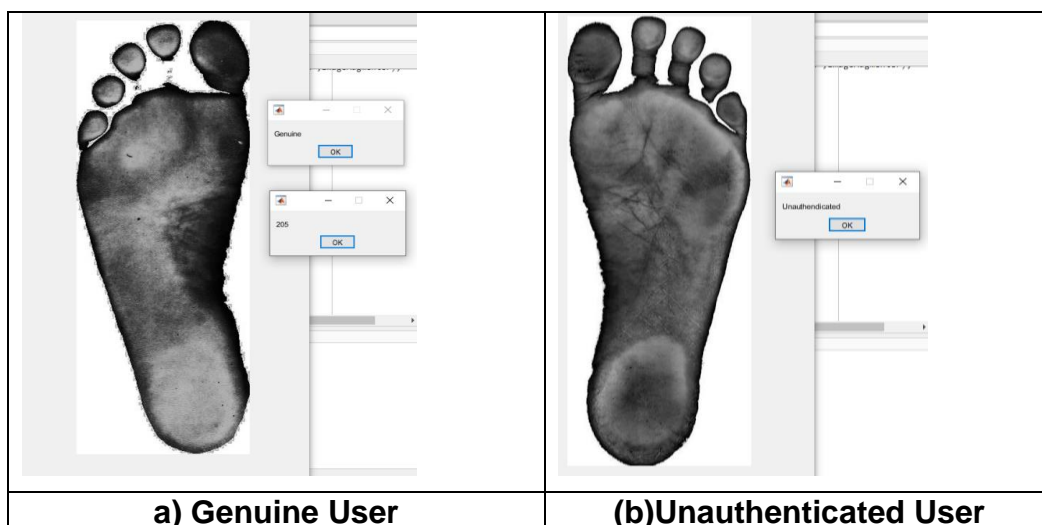 Genuine
OK
205
OK
Unauthendicated
OK
a) Genuine User
(b)Unauthenticated User